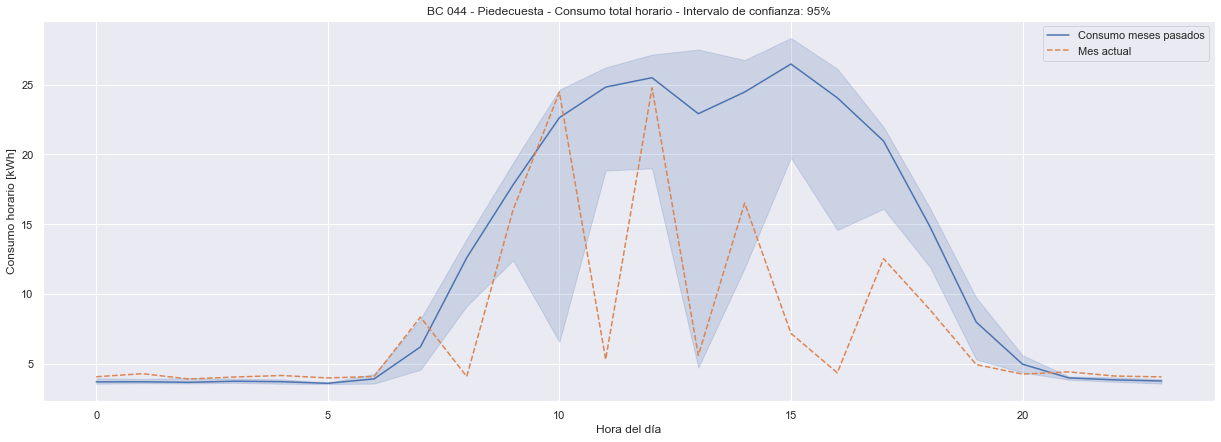 BC 044 - Piedecuesta - Consumo total horario - Intervalo de confianza: 95%
Consumo meses pasados
Mes actual
Consumo horario [kWh]
25
20
15
10
5
0
5
10
15
20
Hora del día